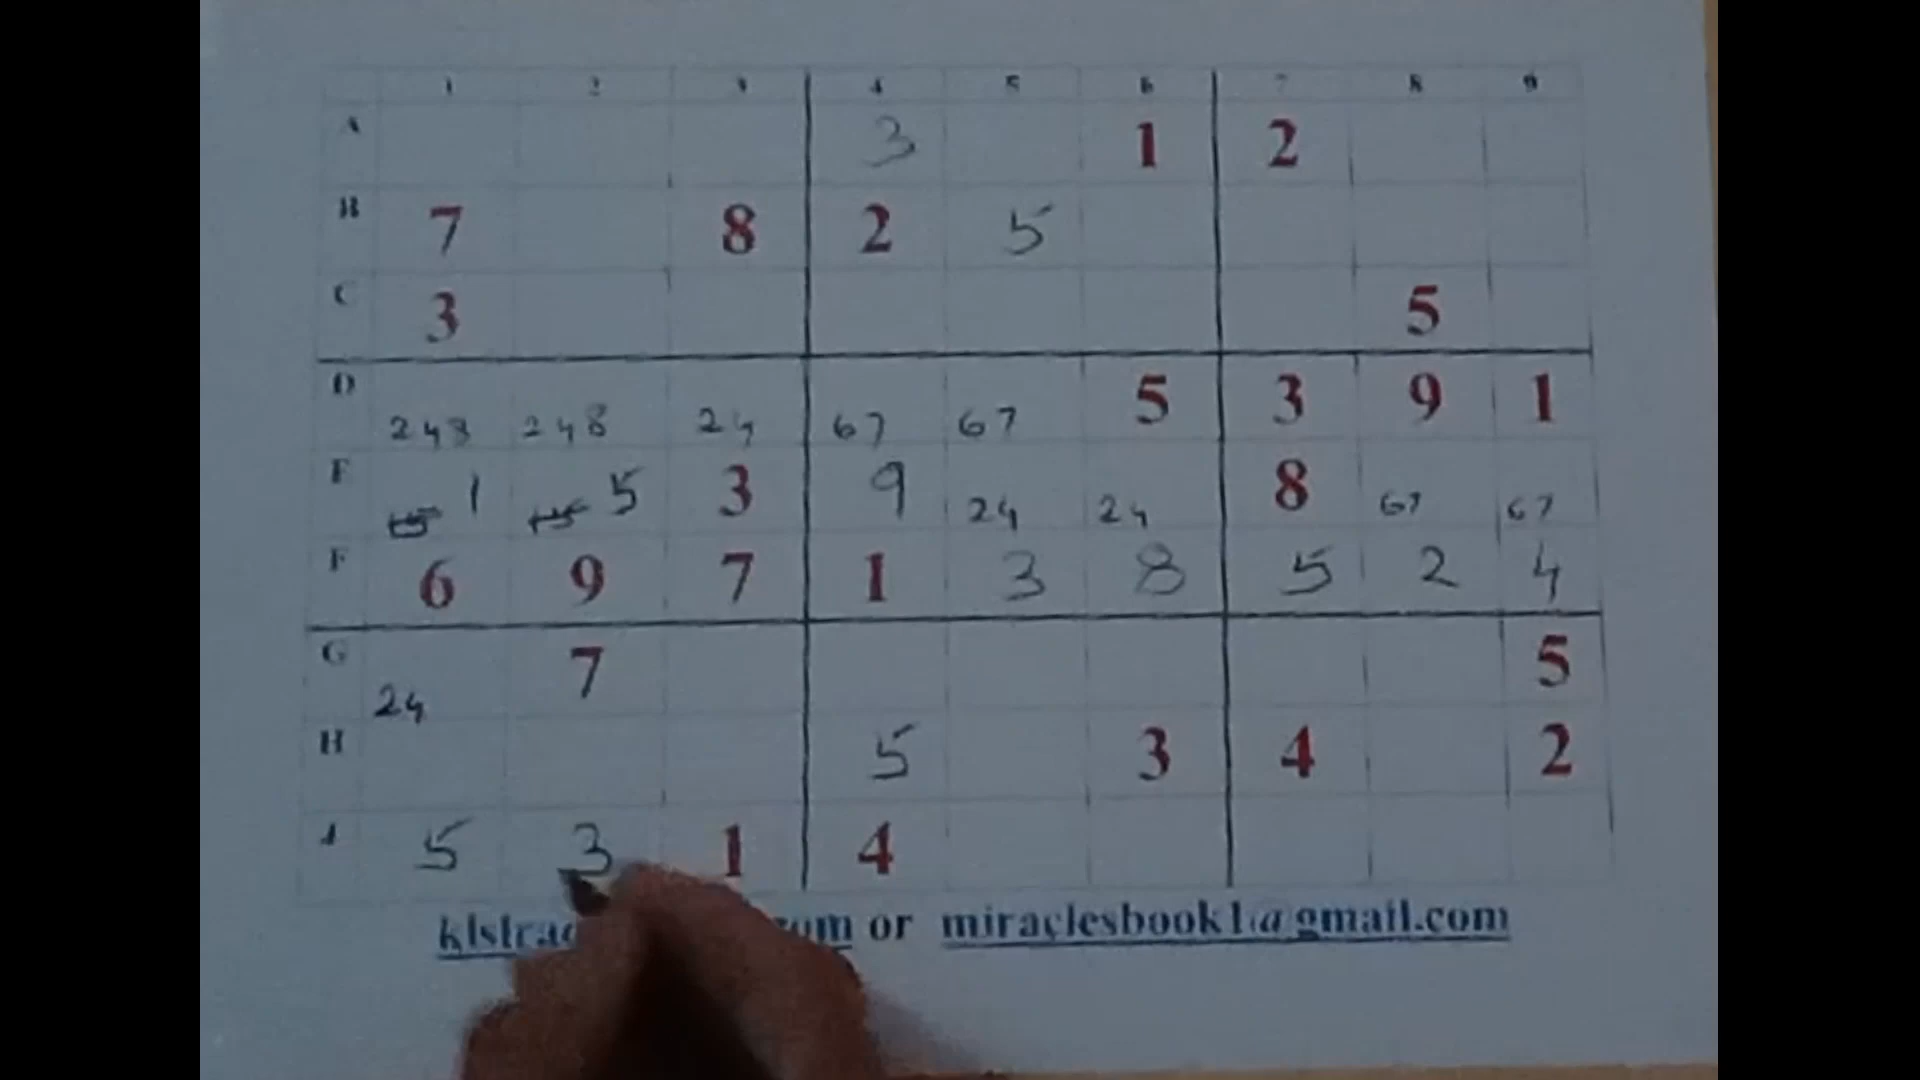 1 2 3 4 5 6 7 8 9
A 3 1 2
B 7 8 2 5
C 3 5
D 248 248 24 67 67 5 3 9 1
E 15 1 15 5 3 9 24 24 8 67 67
F 6 9 7 1 3 8 5 2 4
G 24 7 5
H 5 3 4 2
J 5 3 1 4
or miraclesbook1@gmail.com